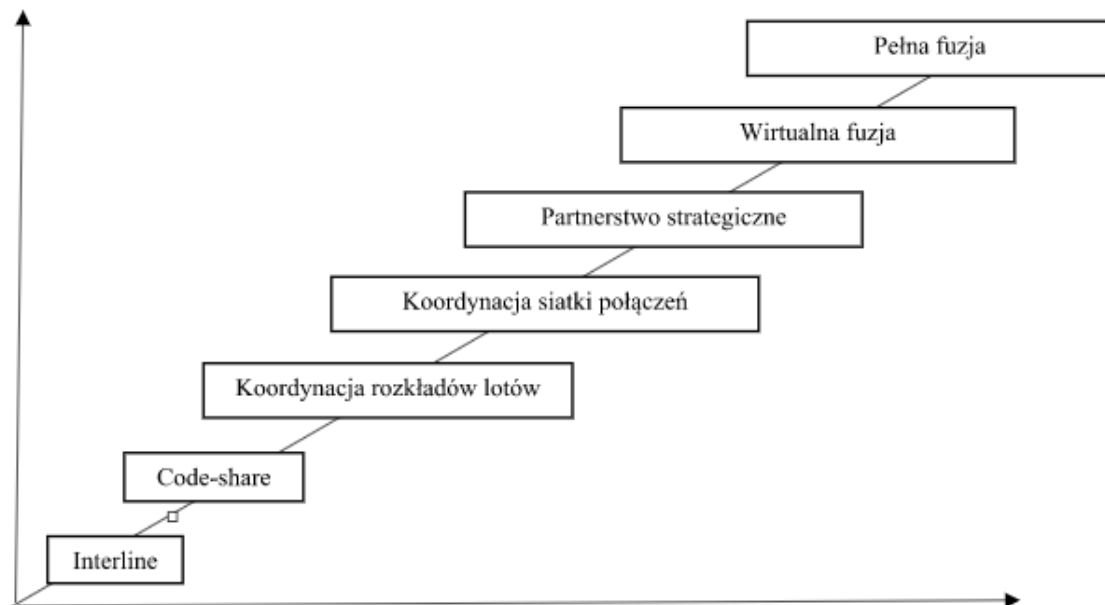 Pełna fuzja
Wirtualna fuzja
Partnerstwo strategiczne
Koordynacja siatki połączeń
Koordynacja rozkładów lotów
Code-share
Interline